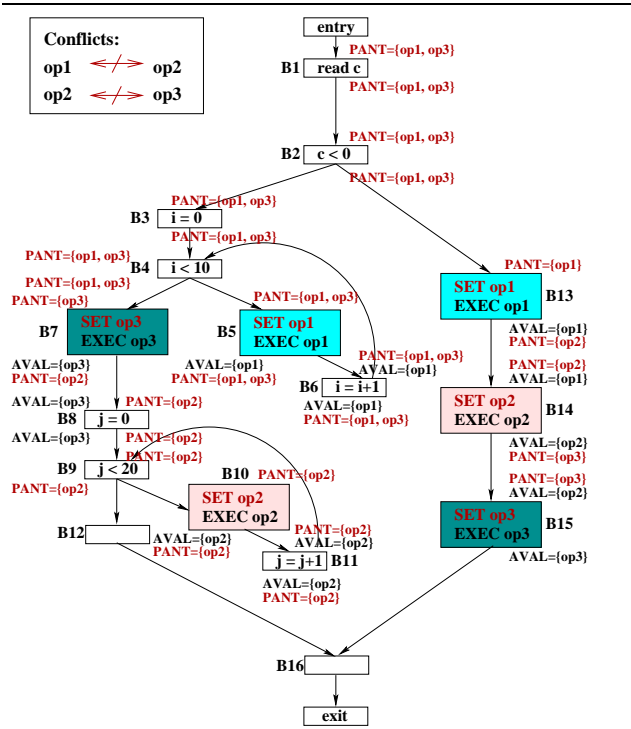 entry
Conflicts:
op1 op2
op2 op3
PANT={op1, op3}
B1 read c
PANT={op1, op3}
PANT={op1, op3}
B2 c < 0
PANT={op1, op3}
PANT={op1, op3}
B3 i = 0
PANT={op1, op3}
PANT={op1, op3}
B4 i < 10
PANT={op1, op3}
PANT={op3}
B7 SET op3
EXEC op3
AVAL={op3}
PANT={op2}
PANT={op1, op3}
B5 SET op1
EXEC op1
AVAL={op1}
PANT={op1, op3}
PANT={op1, op3}
AVAL={op1}
B6 i = i+1
AVAL={op1}
PANT={op1, op3}
AVAL={op3} PANT={op2}
B8 j = 0
AVAL={op3} PANT={op2}
PANT={op2}
B9 j < 20
PANT={op2}
B10 PANT={op2}
SET op2
EXEC op2
AVAL={op2}
PANT={op2}
PANT={op2}
AVAL={op2}
j = j+1 B11
AVAL={op2}
PANT={op2}
B12
PANT={op1}
SET op1 B13
EXEC op1
AVAL={op1}
PANT={op2}
PANT={op2}
AVAL={op1}
SET op2 B14
EXEC op2
AVAL={op2}
PANT={op3}
PANT={op3}
AVAL={op2}
SET op3 B15
EXEC op3
AVAL={op3}
B16
exit